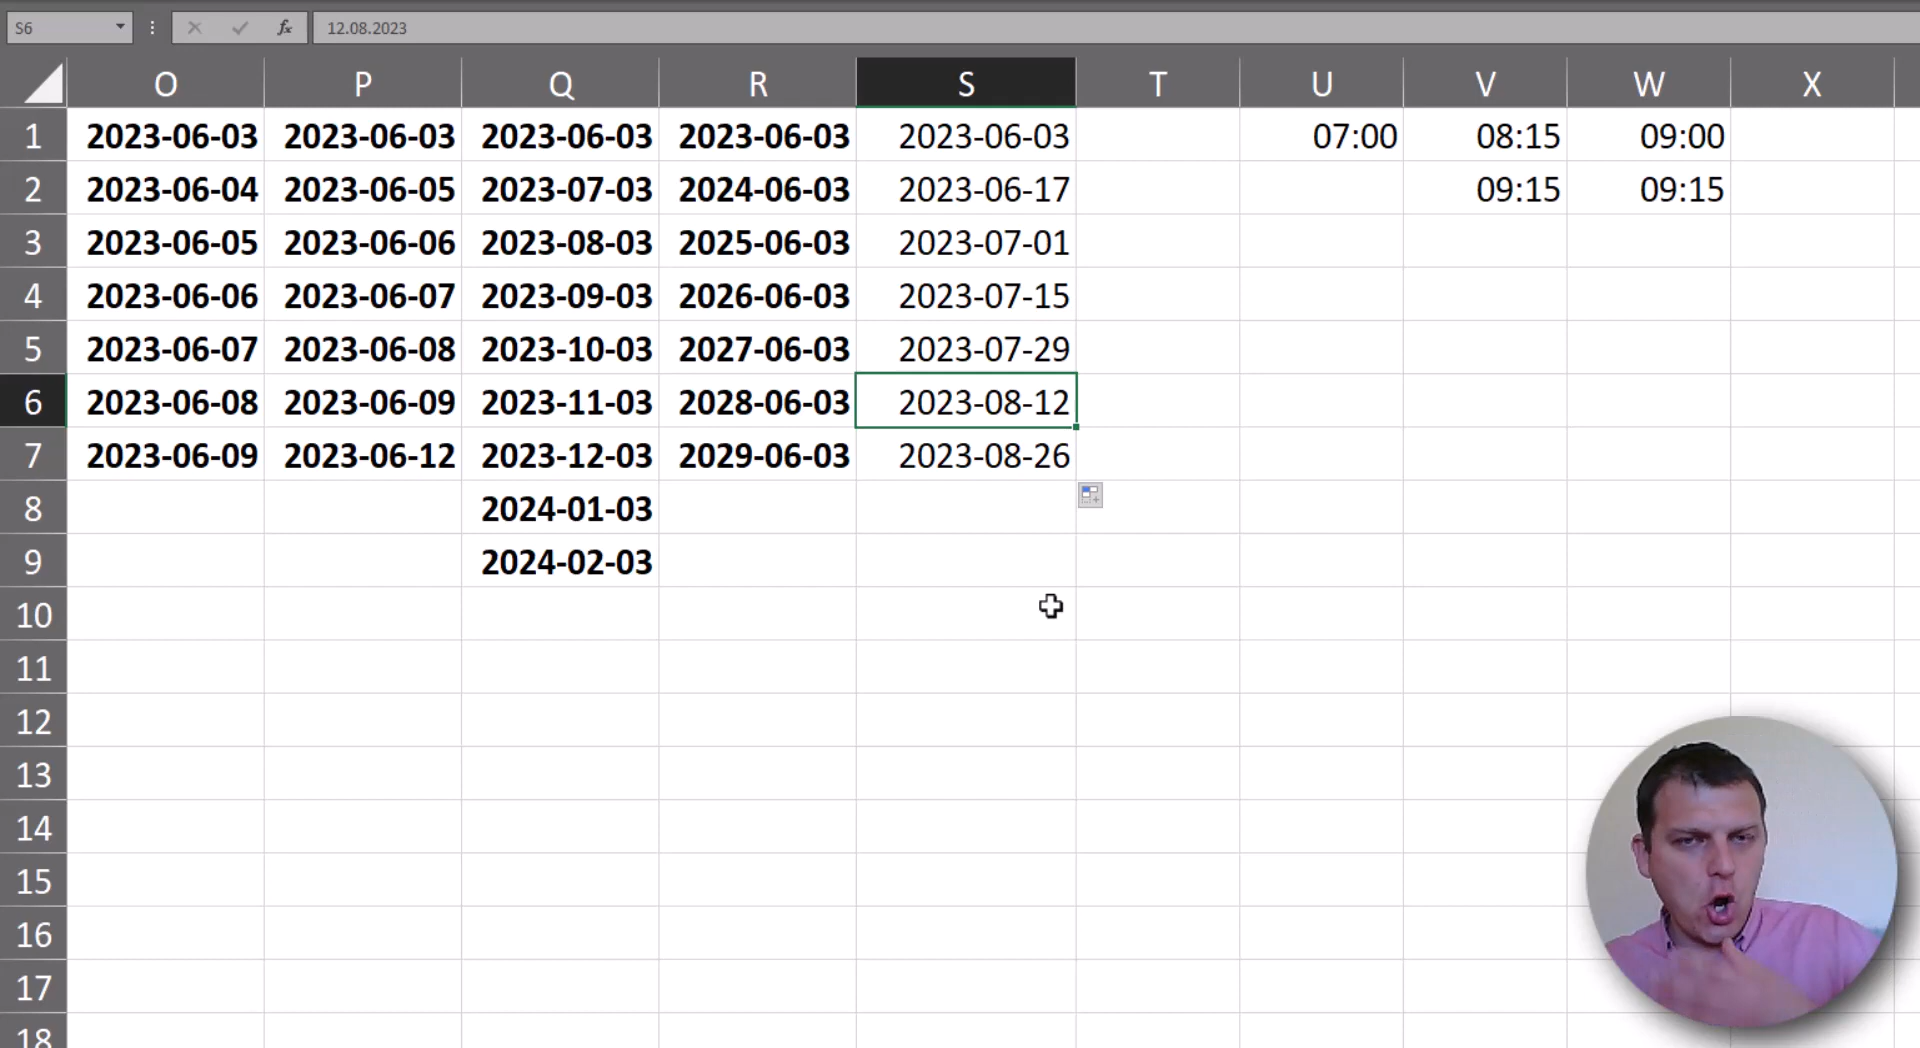 S6 fx 12.08.2023
O P Q R S T U V W X
1 2023-06-03 2023-06-03 2023-06-03 2023-06-03 2023-06-03 07:00 08:15 09:00
2 2023-06-04 2023-06-05 2023-07-03 2024-06-03 2023-06-17 09:15 09:15
3 2023-06-05 2023-06-06 2023-08-03 2025-06-03 2023-07-01
4 2023-06-06 2023-06-07 2023-09-03 2026-06-03 2023-07-15
5 2023-06-07 2023-06-08 2023-10-03 2027-06-03 2023-07-29
6 2023-06-08 2023-06-09 2023-11-03 2028-06-03 2023-08-12
7 2023-06-09 2023-06-12 2023-12-03 2029-06-03 2023-08-26
8 2024-01-03
9 2024-02-03
10
11
12
13
14
15
16
17
18